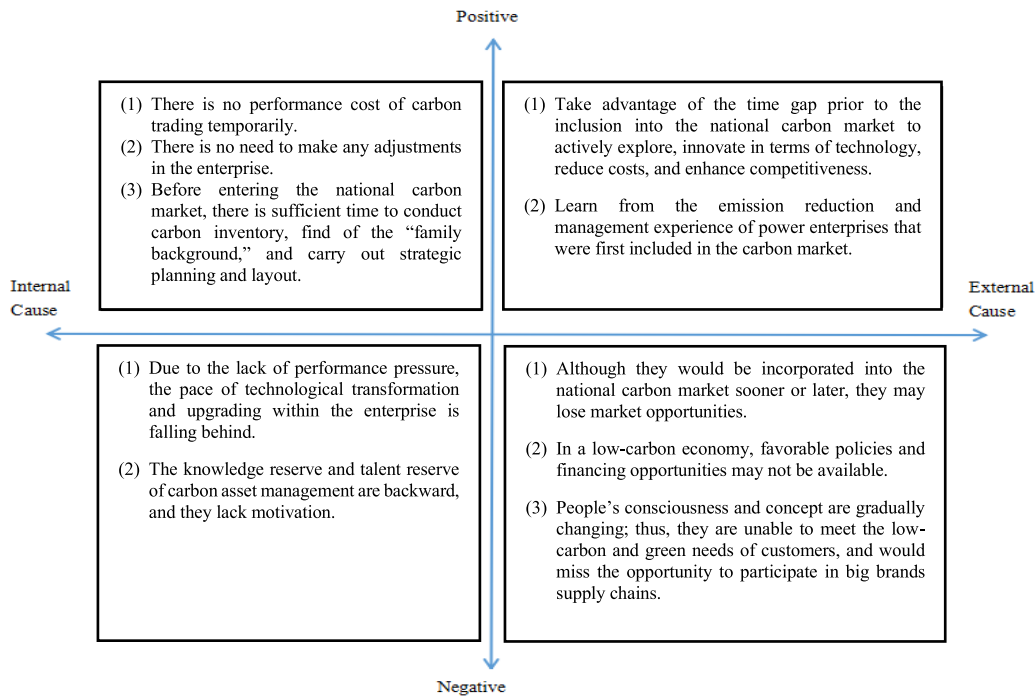 Positive
(1) There is no performance cost of carbon
trading temporarily.
(2) There is no need to make any adjustments
in the enterprise.
(3) Before entering the national carbon
market, there is sufficient time to conduct
carbon inventory, find of the “family
background,” and carry out strategic
planning and layout.
(1) Take advantage of the time gap prior to the
inclusion into the national carbon market to
actively explore, innovate in terms of technology,
reduce costs, and enhance competitiveness.
(2) Learn from the emission reduction and
management experience of power enterprises that
were first included in the carbon market.
Internal
Cause
External
Cause
(1) Due to the lack of performance pressure,
the pace of technological transformation
and upgrading within the enterprise is
falling behind.
(2) The knowledge reserve and talent reserve
of carbon asset management are backward,
and they lack motivation.
(1) Although they would be incorporated into the
national carbon market sooner or later, they may
lose market opportunities.
(2) In a low-carbon economy, favorable policies and
financing opportunities may not be available.
(3) People’s consciousness and concept are gradually
changing; thus, they are unable to meet the low-
carbon and green needs of customers, and would
miss the opportunity to participate in big brands
supply chains.
Negative